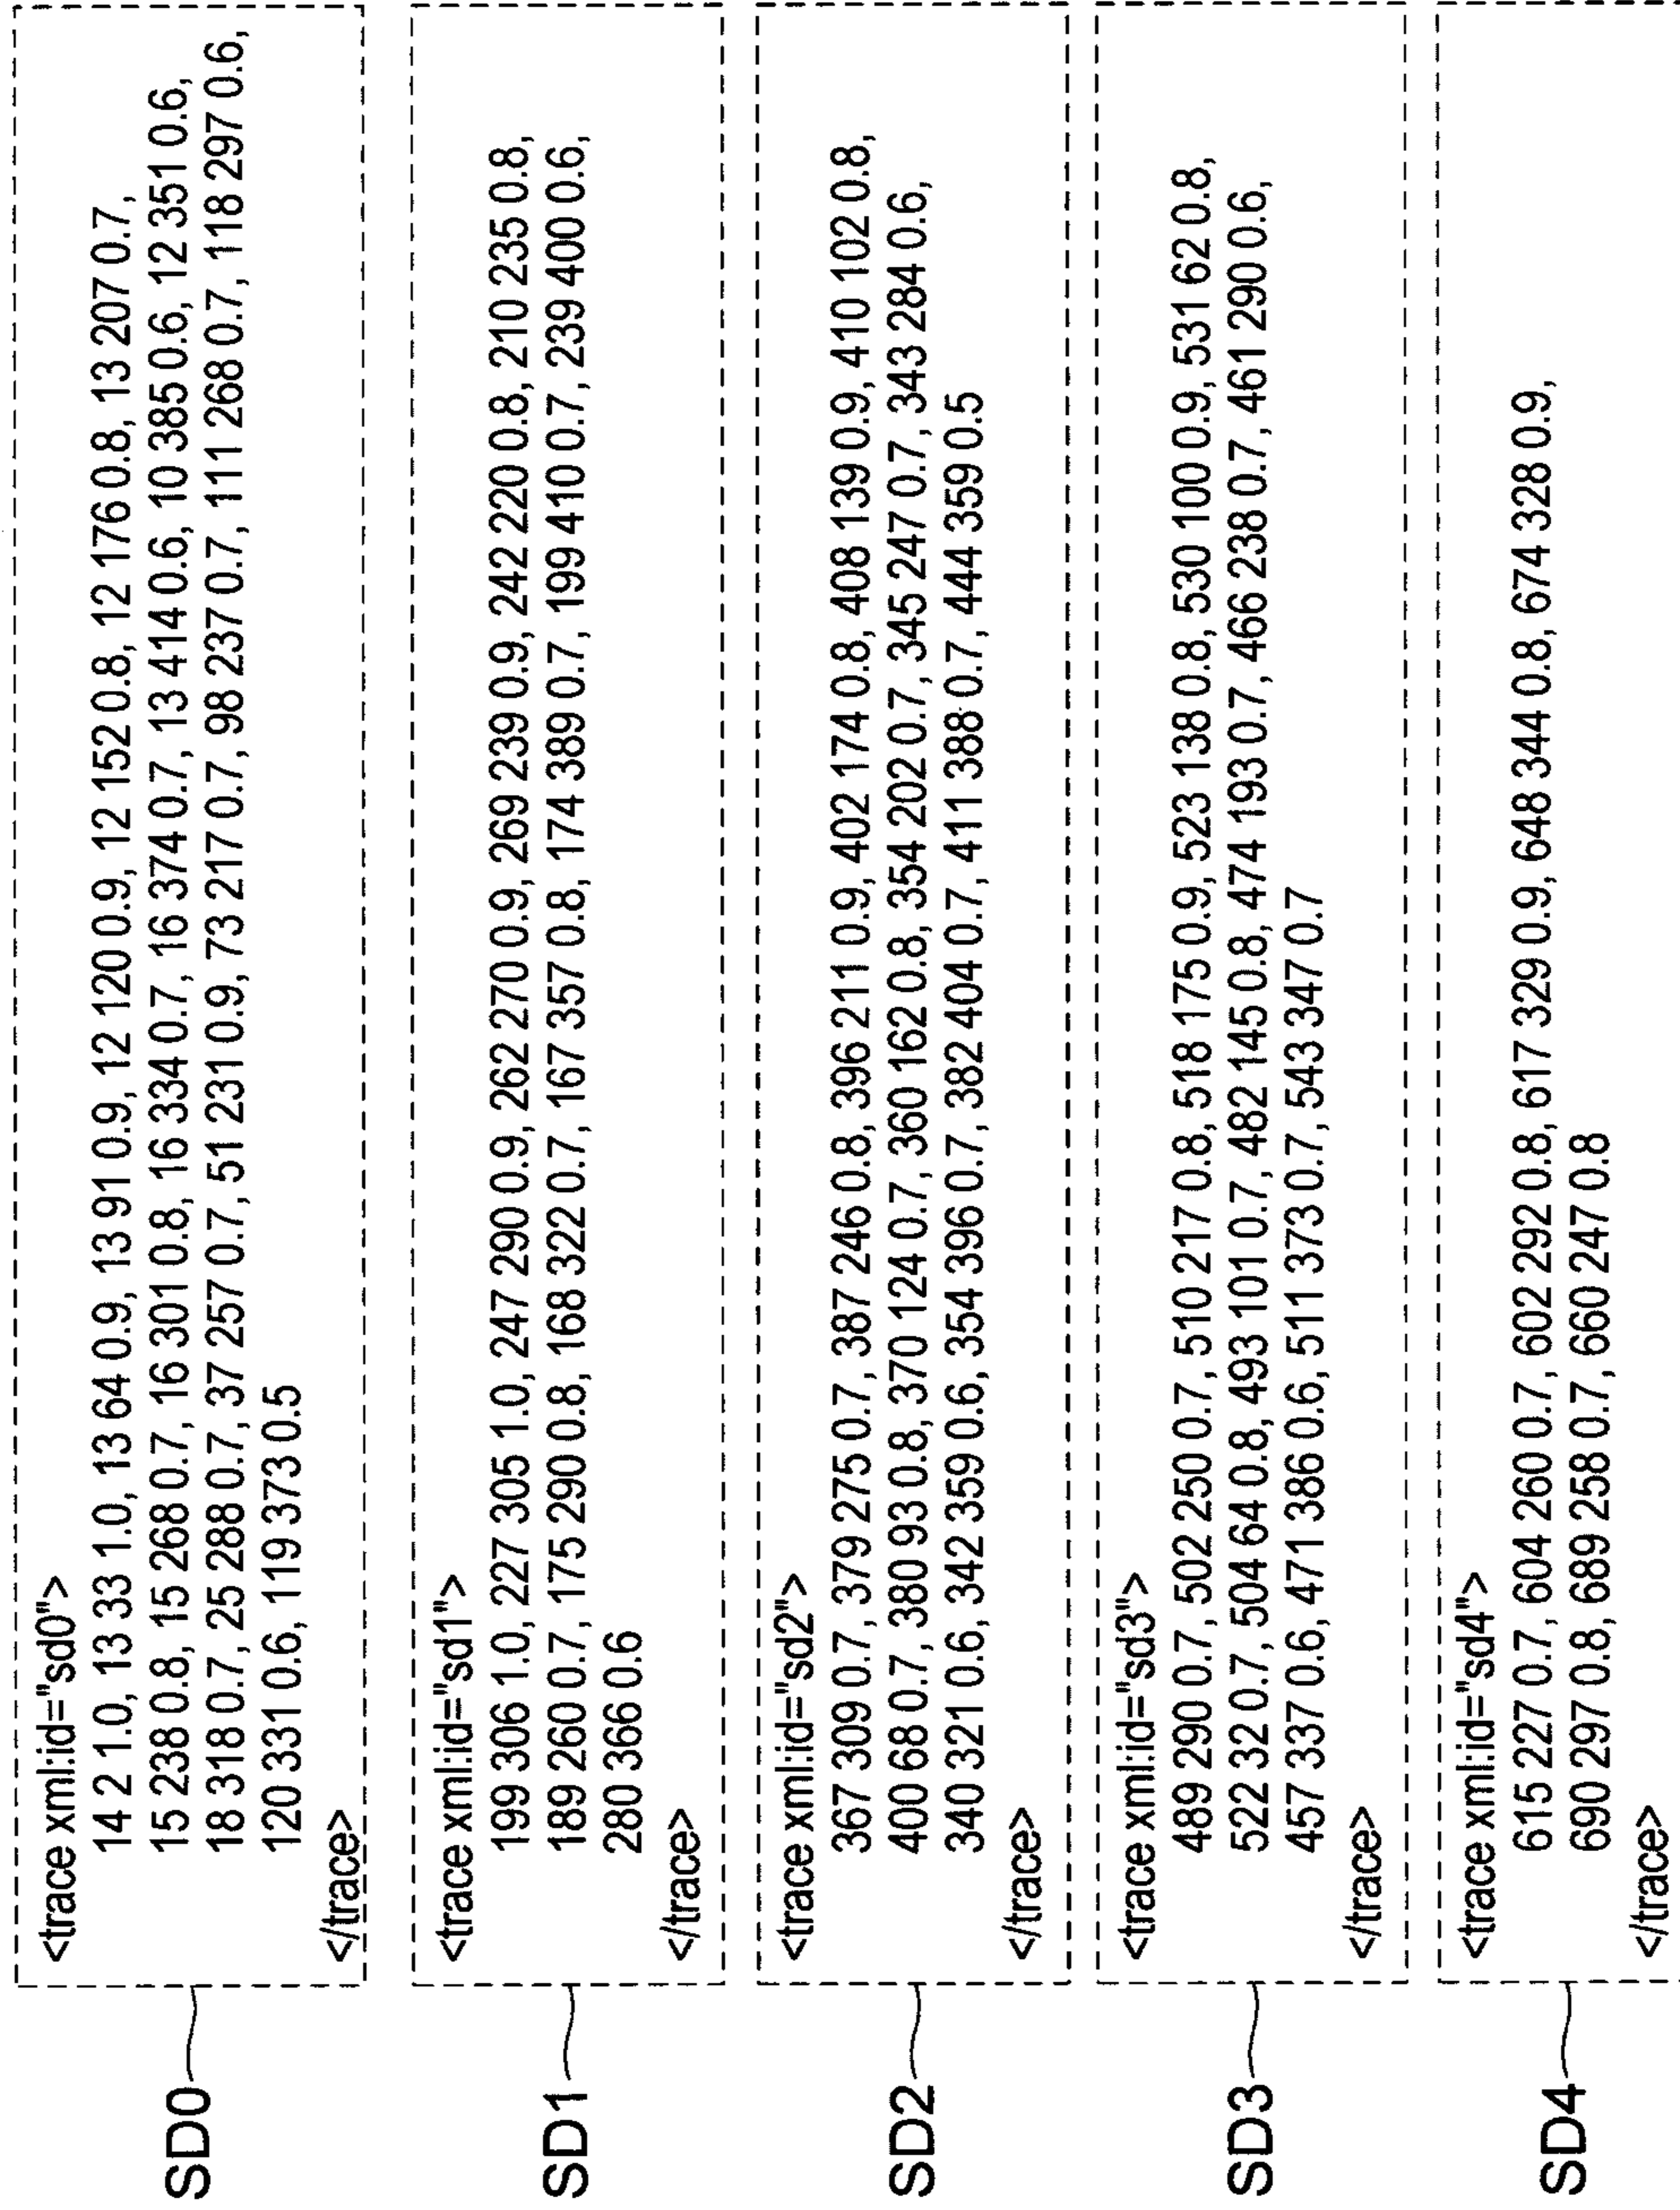 SD0
<trace xml:id="sd0">
14 2 1.0, 13 33 1.0, 13 64 0.9, 13 91 0.9, 12 120 0.9, 12 152 0.8, 12 176 0.8, 13 207 0.7,
15 238 0.8, 15 268 0.7, 16 301 0.8, 16 334 0.7, 16 374 0.7, 13 414 0.6, 10 385 0.6, 12 351 0.6,
18 318 0.7, 25 288 0.7, 37 257 0.7, 51 231 0.9, 73 217 0.7, 98 237 0.7, 111 268 0.7, 118 297 0.6,
120 331 0.6, 119 373 0.5
</trace>
SD1
<trace xml:id="sd1">
199 306 1.0, 227 305 1.0, 247 290 0.9, 262 270 0.9, 269 239 0.9, 242 220 0.8, 210 235 0.8,
189 260 0.7, 175 290 0.8, 168 322 0.7, 167 357 0.8, 174 389 0.7, 199 410 0.7, 239 400 0.6,
280 366 0.6
</trace>
SD2
<trace xml:id="sd2">
367 309 0.7, 379 275 0.7, 387 246 0.8, 396 211 0.9, 402 174 0.8, 408 139 0.9, 410 102 0.8,
400 68 0.7, 380 93 0.8, 370 124 0.7, 360 162 0.8, 354 202 0.7, 345 247 0.7, 343 284 0.6,
340 321 0.6, 342 359 0.6, 354 396 0.7, 382 404 0.7, 411 388 0.7, 444 359 0.5
</trace>
SD3
<trace xml:id="sd3">
489 290 0.7, 502 250 0.7, 510 217 0.8, 518 175 0.9, 523 138 0.8, 530 100 0.9, 531 62 0.8,
522 32 0.7, 504 64 0.8, 493 101 0.7, 482 145 0.8, 474 193 0.7, 466 238 0.7, 461 290 0.6,
457 337 0.6, 471 386 0.6, 511 373 0.7, 543 347 0.7
</trace>
SD4
<trace xml:id="sd4">
615 227 0.7, 604 260 0.7, 602 292 0.8, 617 329 0.9, 648 344 0.8, 674 328 0.9,
690 297 0.8, 689 258 0.7, 660 247 0.8
</trace>